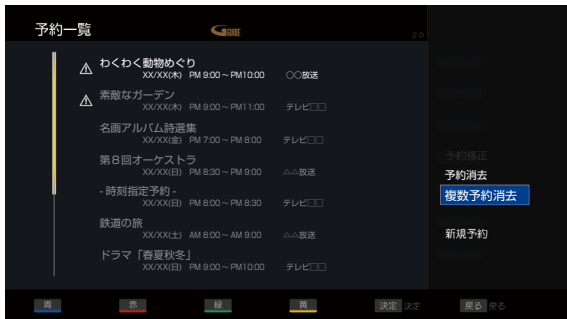 予約一覧
G GUIDE
20
わくわく動物めぐり
XX/XX(木) PM 9:00～PM10:00 ○○放送
素敵なガーデン
XX/XX(木) PM 9:00～PM11:00 テレビ□□
名画アルバム詩選集
XX/XX(金) PM 7:00～PM 8:00 テレビ□□
第8回オーケストラ
XX/XX(日) PM 8:30～PM 9:00 △△放送
- 時刻指定予約 -
XX/XX(日) PM 8:00～PM 8:30 テレビ□□
鉄道の旅
XX/XX(土) AM 8:00～AM 9:00 △△放送
ドラマ「春夏秋冬」
XX/XX(日) PM 9:00～PM10:00 テレビ□□
予約修正
予約消去
複数予約消去
新規予約
青 赤 緑 黄 決定 決定 戻る 戻る